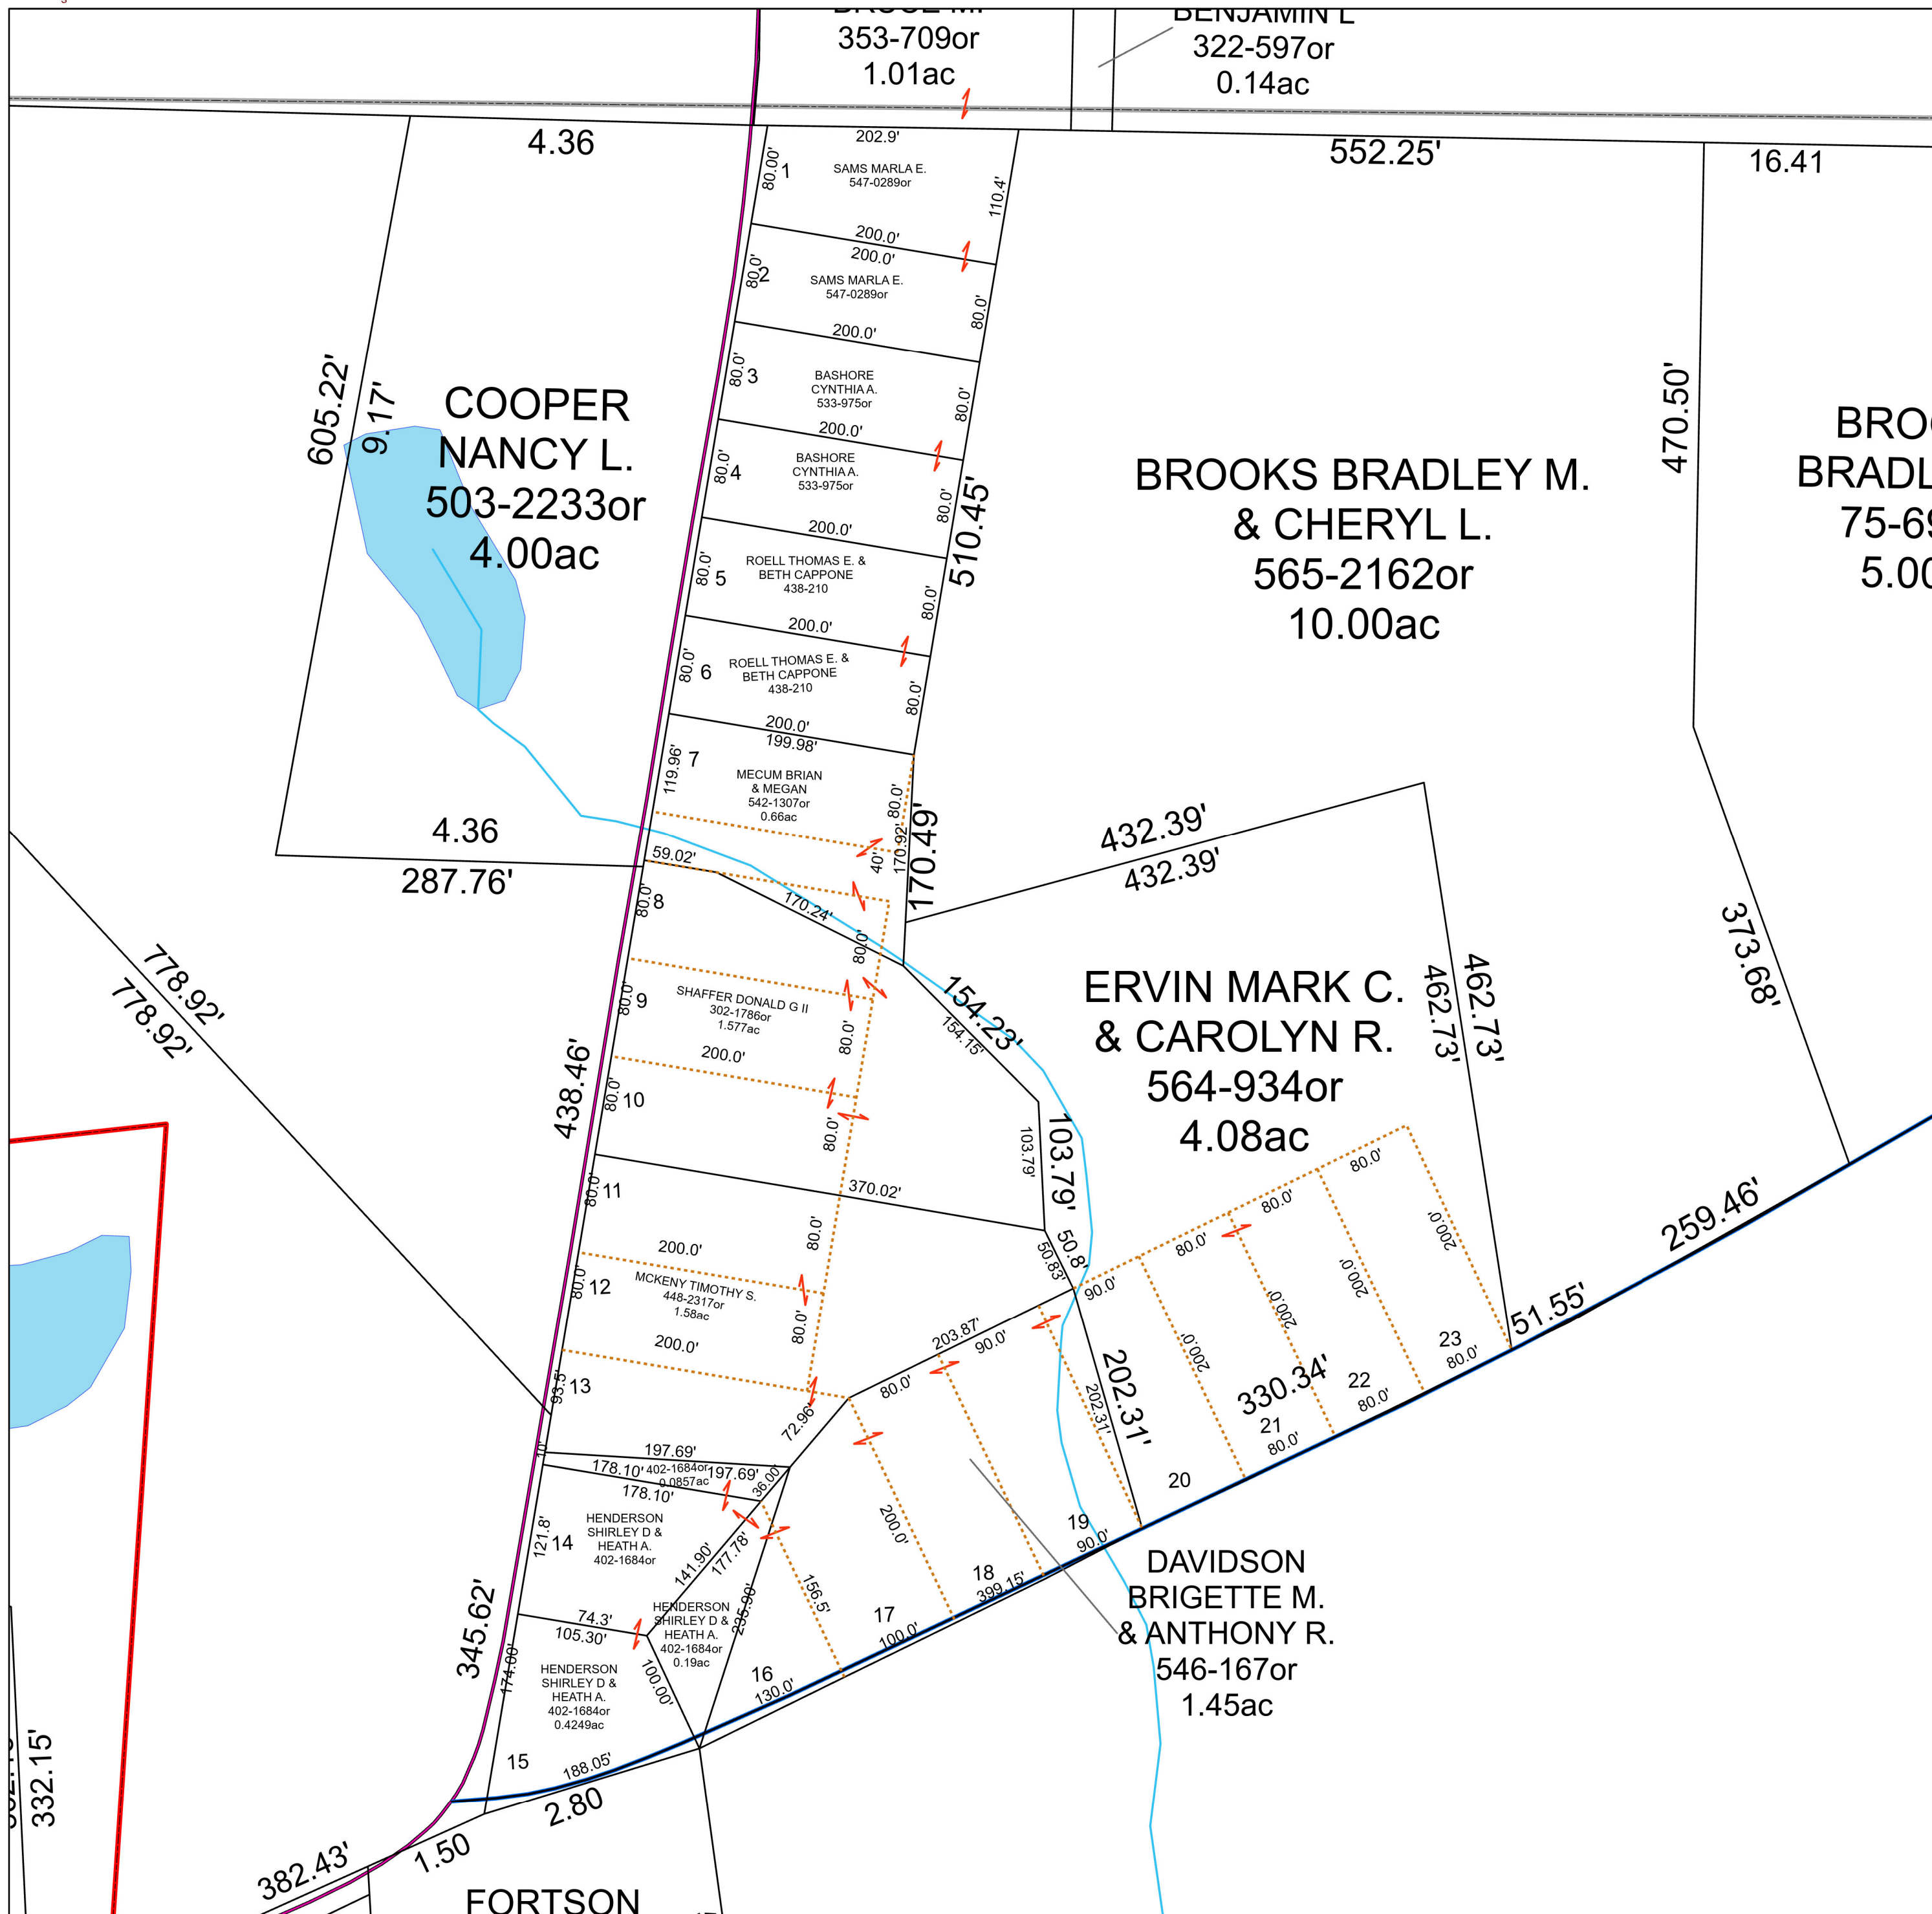 353-709or
1.01ac
BENJAMIN L
322-597or
0.14ac
4.36
202.9'
552.25'
16.41
80.00'
1
SAMS MARLA E.
547-0289or
110.4'
200.0'
200.0'
80.0'
2
SAMS MARLA E.
547-0289or
80.0'
200.0'
80.0'
3
BASHORE
CYNTHIA A.
533-975or
80.0'
200.0'
80.0'
4
BASHORE
CYNTHIA A.
533-975or
80.0'
510.45'
200.0'
80.0'
5
ROELL THOMAS E. &
BETH CAPPONE
438-210
80.0'
200.0'
80.0'
6
ROELL THOMAS E. &
BETH CAPPONE
438-210
80.0'
200.0'
199.98'
119.96'
7
MECUM BRIAN
& MEGAN
542-1307or
0.66ac
80.0'
40'
170.92'
170.49'
605.22'
9.17'
COOPER
NANCY L.
503-2233or
4.00ac
4.36
287.76'
BROOKS BRADLEY M.
& CHERYL L.
565-2162or
10.00ac
470.50'
BRADL
5.00
432.39'
432.39'
373.68'
462.73'
462.73'
59.02'
80.0'
8
170.24'
80.0'
80.0'
9
SHAFFER DONALD G II
302-1786or
1.577ac
80.0'
200.0'
80.0'
10
80.0'
154.23'
154.15'
103.79'
103.79'
ERVIN MARK C.
& CAROLYN R.
564-934or
4.08ac
778.92'
778.92'
438.46'
80.0'
11
370.02'
80.0'
50.8'
50.83'
200.0'
80.0'
12
MCKENY TIMOTHY S.
448-2317or
1.58ac
80.0'
200.0'
93.5'
13
72.96'
203.87'
80.0'
90.0'
90.0'
80.0'
80.0'
80.0'
200.0'
200.0'
200.0'
200.0'
202.31'
202.31'
330.34'
20
21
80.0'
22
80.0'
23
80.0'
51.55'
259.46'
10'
197.69'
178.10'
402-1684or
0.0857ac
197.69'
36.00'
178.10'
121.8'
14
HENDERSON
SHIRLEY D &
HEATH A.
402-1684or
141.90'
177.78'
235.90'
156.5'
200.0'
74.3'
105.30'
HENDERSON
SHIRLEY D &
HEATH A.
402-1684or
0.19ac
100.00'
345.62'
174.00'
HENDERSON
SHIRLEY D &
HEATH A.
402-1684or
0.4249ac
15
188.05'
16
130.0'
17
100.0'
18
399.15'
19
90.0'
DAVIDSON
BRIGETTE M.
& ANTHONY R.
546-167or
1.45ac
332.15'
2.80
1.50
382.43'
FORTSON